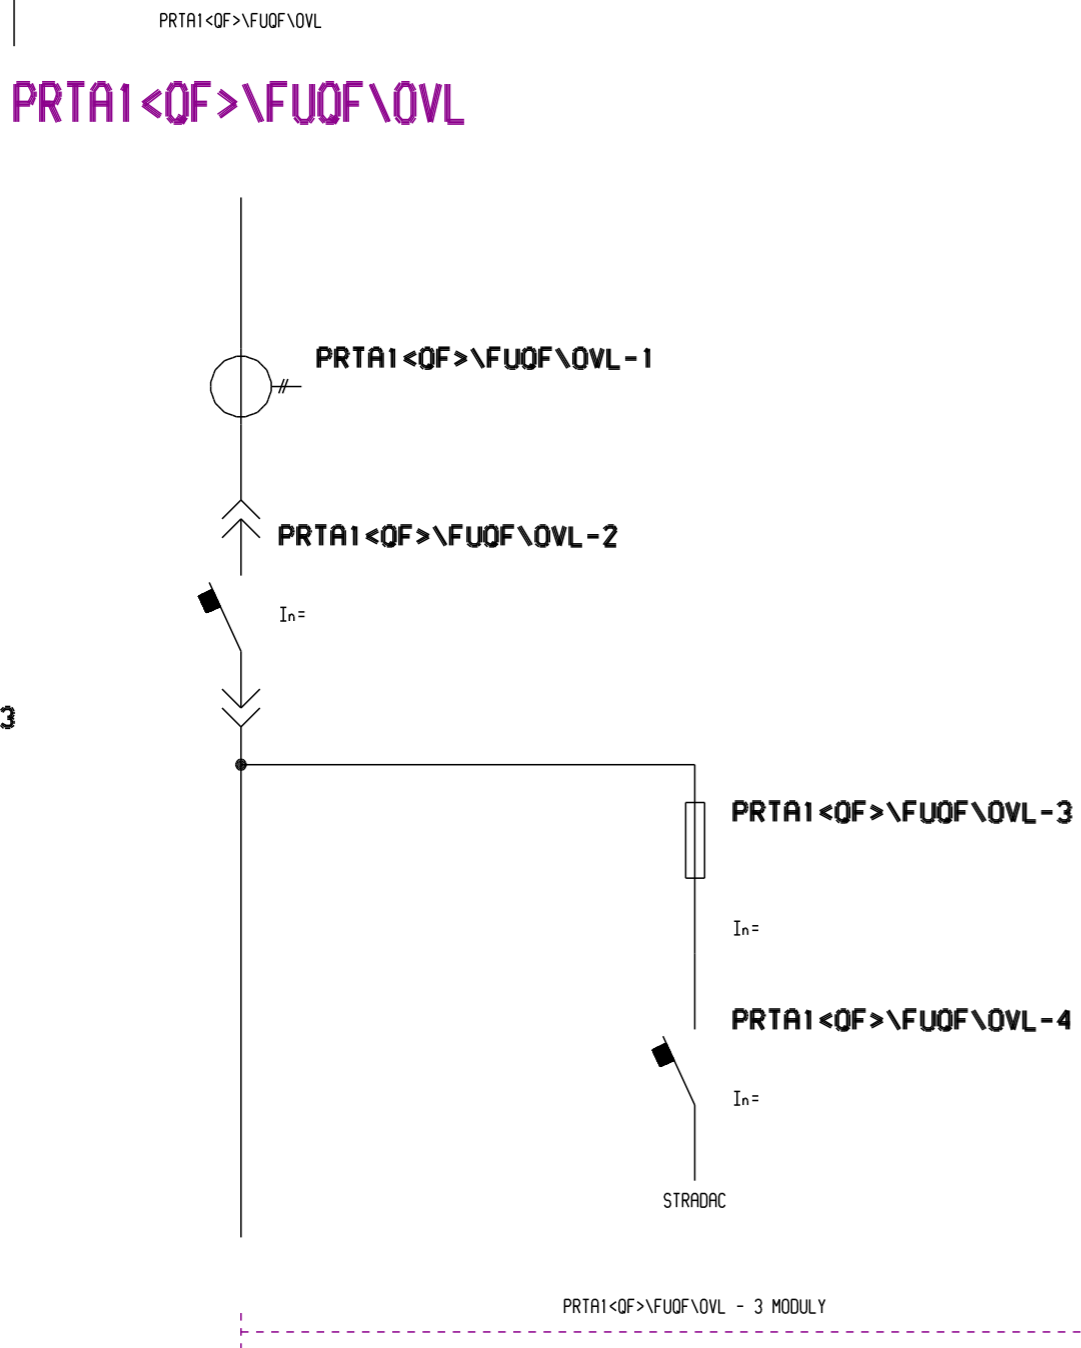 PRTA1<QF>\FUQF\OVL
PRTA1<QF>\FUQF\OVL
PRTA1<QF>\FUQF\OVL-1
PRTA1<QF>\FUQF\OVL-2
In=
3
PRTA1<QF>\FUQF\OVL-3
In=
PRTA1<QF>\FUQF\OVL-4
In=
STRADAC
PRTA1<QF>\FUQF\OVL - 3 MODULY